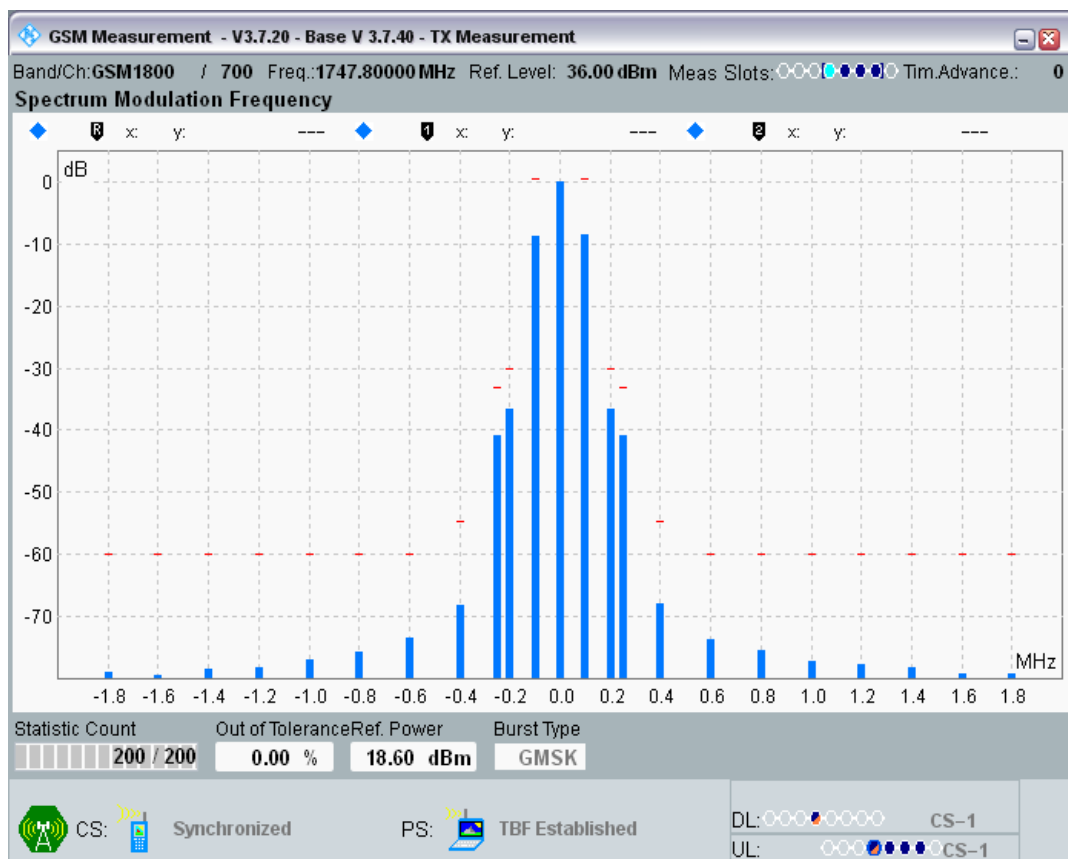 GSM Measurement - V3.7.20 - Base V 3.7.40 - TX Measurement
Band/Ch:GSM1800 / 700 Freq.:1747.80000 MHz Ref. Level: 36.00 dBm Meas Slots: Tim.Advance.: 0
Spectrum Modulation Frequency
R x: y: --- 1 x: y: --- 2 x: y: ---
dB
0
-10
-20
-30
-40
-50
-60
-70
MHz
-1.8 -1.6 -1.4 -1.2 -1.0 -0.8 -0.6 -0.4 -0.2 0.0 0.2 0.4 0.6 0.8 1.0 1.2 1.4 1.6 1.8
Statistic Count Out of Tolerance Ref. Power Burst Type
200 / 200 0.00 % 18.60 dBm GMSK
CS: Synchronized PS: TBF Established
DL: CS-1
UL: CS-1